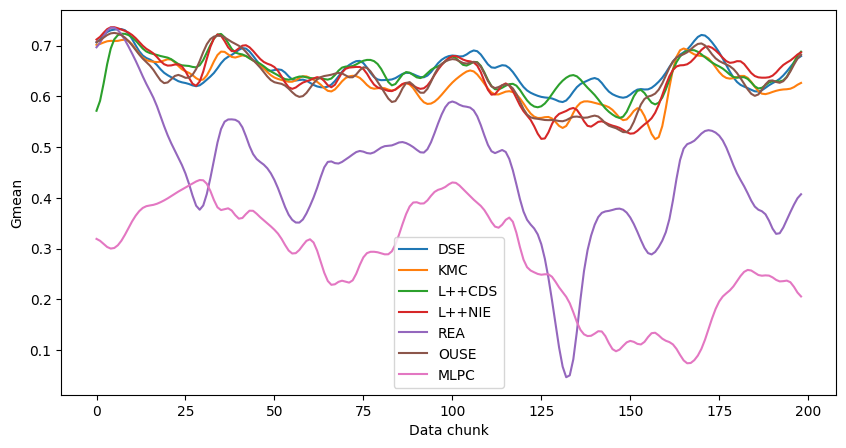 Gmean
0.7
0.6
0.5
0.4
0.3
0.2
0.1
DSE
KMC
L++CDS
L++NIE
REA
OUSE
MLPC
0 25 50 75 100 125 150 175 200
Data chunk